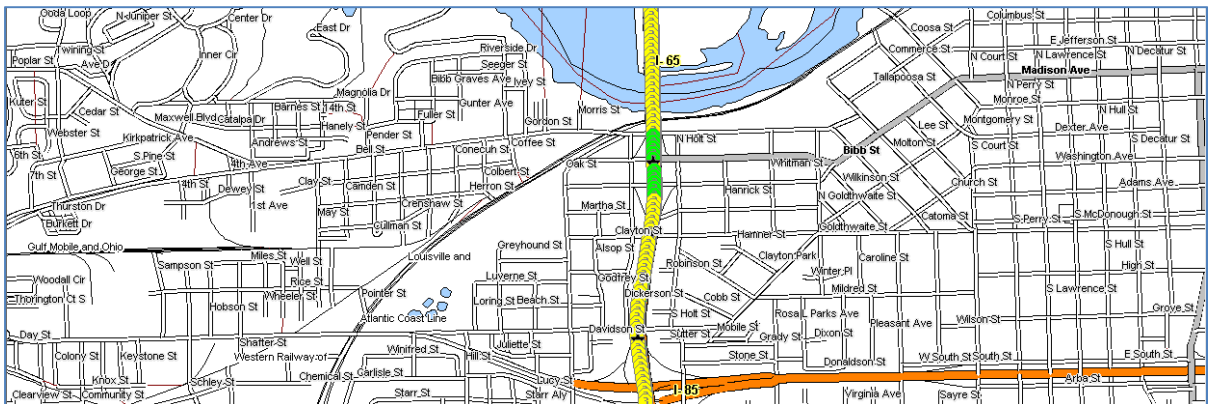 Goda Loop
N Juniper St
Center Dr
East Dr
Columbus St
Coosa St
E Jefferson St
Twining St
Ave D
Inner Cir
Riverside Dr
Seeger St
Commerce St
N Court St
N Lawrence St
N Decatur St
Poplar St
I- 65
Bibb Graves Ave
Ivey St
Tallapoosa St
Madison Ave
N Perry St
Magnolia Dr
Kuter St
Cedar St
Barnes St
14th St
Gunter Ave
Morris St
Monroe St
N Hull St
Maxwell Blvd
Catalpa Dr
Fuller St
Gordon St
Lee St
Montgomery St
Webster St
Hanely St
Pender St
Dexter Ave
Kirkpatrick Ave
Andrews St
Bell St
Coffee St
N Holt St
Molton St
S Court St
S Decatur St
6th St
S Pine St
Conecuh St
Bibb St
7th St
George St
4th Ave
Oak St
Whitman St
Washington Ave
Colbert St
Wilkinson St
14th St
Dewey St
Clay St
Camden St
Herron St
Hanrick St
Church St
Adams Ave
N Goldthwaite St
Thurston Dr
1st Ave
May St
Crenshaw St
Martha St
Catoma St
S Perry St
S McDonough St
Burkett Dr
Cullman St
Clayton St
Hamner St
Goldthwaite St
Gulf Mobile and Ohio
Greyhound St
Alsop St
S Hull St
Miles St
Well St
Louisville and
Clayton Park
Caroline St
Sampson St
Robinson St
High St
Woodall Cir
Rice St
Luverne St
Godfrey St
Winter Pl
Thorington Ct S
Wheeler St
Pointer St
Loring St
Beach St
Dickerson St
Cobb St
Mildred St
S Lawrence St
Hobson St
Atlantic Coast Line
S Holt St
Rosa L Parks Ave
Grove St
Davidson St
Mobile St
Pleasant Ave
Wilson St
Day St
Shafter St
Juliette St
Sutter St
Grady St
Dixon St
Colony St
Keystone St
Western Railway of
Winifred St
Hill St
Stone St
Donaldson St
W South St
South St
E South St
Knox St
Schley St
Chemical St
Carlisle St
Lucy St
Arba St
Clearview St
Community St
Starr St
Starr Aly
I- 85
Virginia Ave
Sayre St